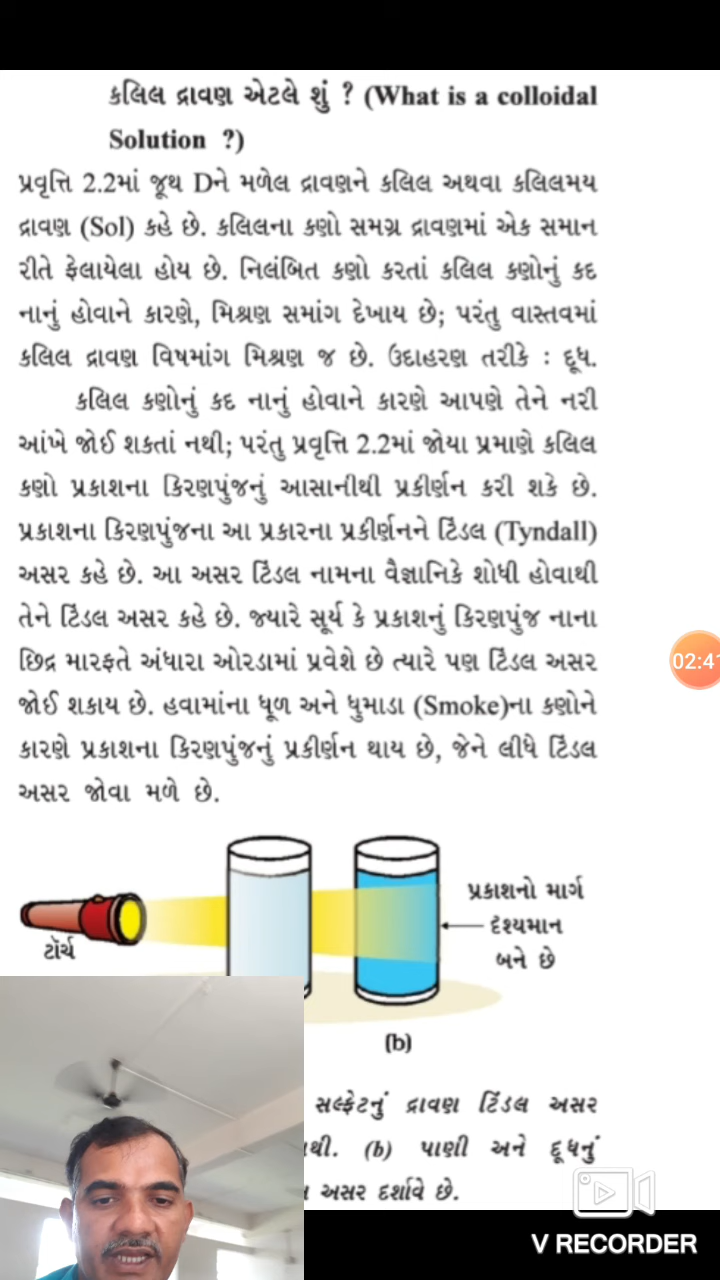 કલિલ દ્રાવણ એટલે શું ? (What is a colloidal
Solution ?)
પ્રવૃત્તિ 2.2માં જૂથ Dને મળેલ દ્રાવણને કલિલ અથવા કલિલમય
દ્રાવણ (Sol) કહે છે. કલિલના કણો સમગ્ર દ્રાવણમાં એક સમાન
રીતે ફેલાયેલા હોય છે. નિલંબિત કણો કરતાં કલિલ કણોનું કદ
નાનું હોવાને કારણે, મિશ્રણ સમાંગ દેખાય છે; પરંતુ વાસ્તવમાં
કલિલ દ્રાવણ વિષમાંગ મિશ્રણ જ છે. ઉદાહરણ તરીકે : દૂધ.
કલિલ કણોનું કદ નાનું હોવાને કારણે આપણે તેને નરી
આંખે જોઈ શકતાં નથી; પરંતુ પ્રવૃત્તિ 2.2માં જોયા પ્રમાણે કલિલ
કણો પ્રકાશના કિરણપુંજનું આસાનીથી પ્રકીર્ણન કરી શકે છે.
પ્રકાશના કિરણપુંજના આ પ્રકારના પ્રકીર્ણનને ટિંડલ (Tyndall)
અસર કહે છે. આ અસર ટિંડલ નામના વૈજ્ઞાનિકે શોધી હોવાથી
તેને ટિંડલ અસર કહે છે. જ્યારે સૂર્ય કે પ્રકાશનું કિરણપુંજ નાના
છિદ્ર મારફતે અંધારા ઓરડામાં પ્રવેશે છે ત્યારે પણ ટિંડલ અસર
જોઈ શકાય છે. હવામાંના ધૂળ અને ધુમાડા (Smoke)ના કણોને
કારણે પ્રકાશના કિરણપુંજનું પ્રકીર્ણન થાય છે, જેને લીધે ટિંડલ
અસર જોવા મળે છે.
02:41
પ્રકાશનો માર્ગ
દૃશ્યમાન
બને છે
ટૉર્ચ
(b)
સલ્ફેટનું દ્રાવણ ટિંડલ અસર
(b) પાણી અને દૂધનું
અસર દર્શાવે છે.
V RECORDER